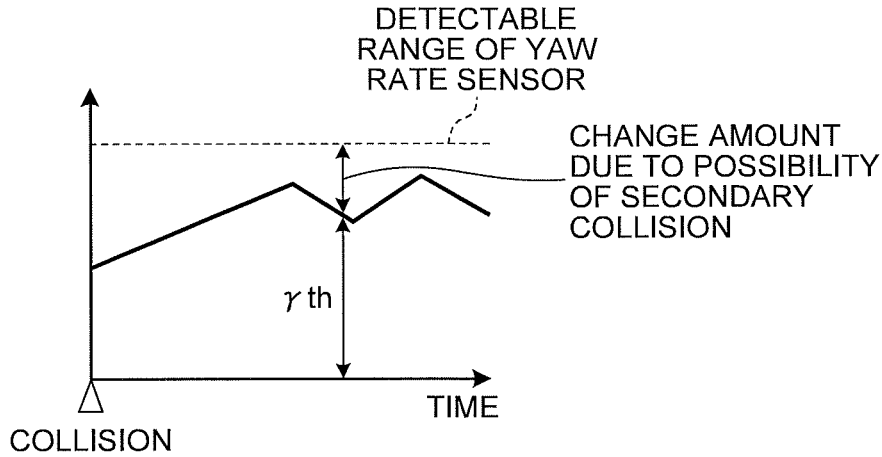 DETECTABLE
RANGE OF YAW
RATE SENSOR
CHANGE AMOUNT
DUE TO POSSIBILITY
OF SECONDARY
COLLISION
γ th
TIME
COLLISION